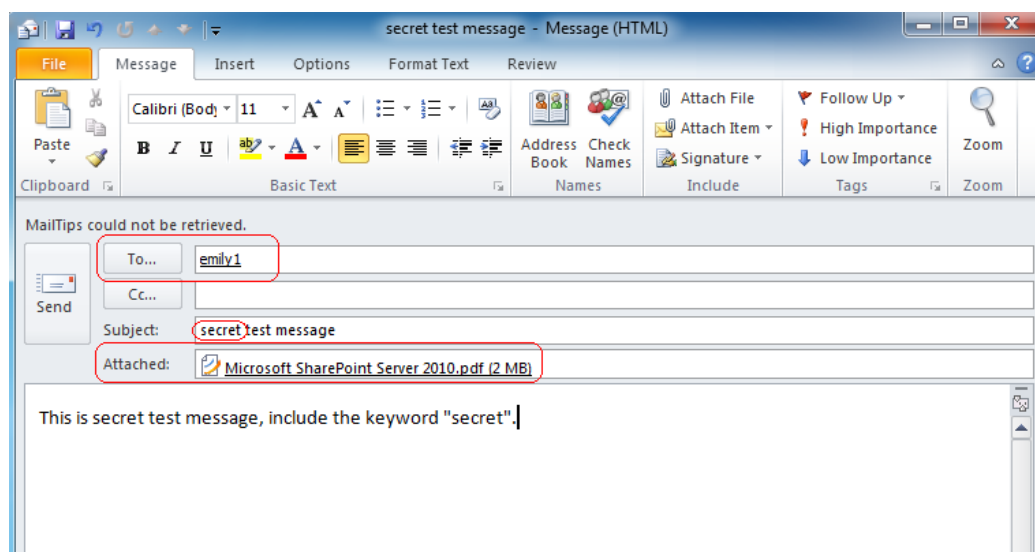 secret test message - Message (HTML)
File Message Insert Options Format Text Review
Paste
Clipboard
Calibri (Body 11
B I U
Basic Text
Address Book
Check Names
Names
Attach File
Attach Item
Signature
Include
Follow Up
High Importance
Low Importance
Tags
Zoom
Zoom
MailTips could not be retrieved.
Send
To... emily1
Cc...
Subject: secret test message
Attached: Microsoft SharePoint Server 2010.pdf (2 MB)
This is secret test message, include the keyword "secret".